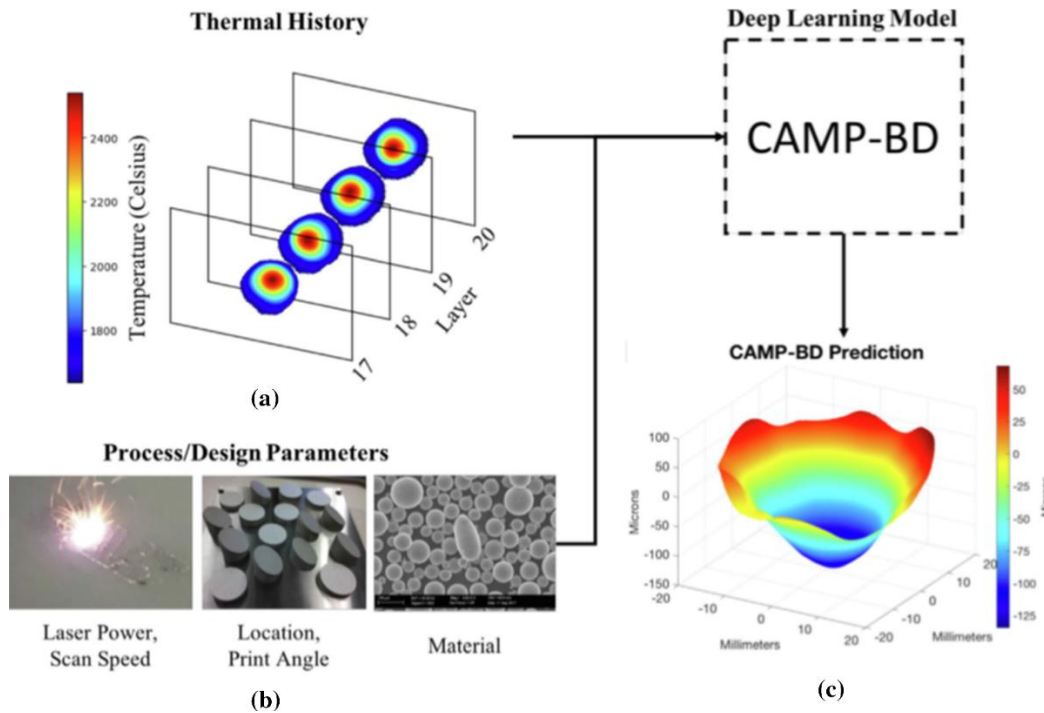 Thermal History
Temperature (Celsius)
2400
2200
2000
1800
17
18
19
20
Layer
(a)
Process/Design Parameters
Laser Power,
Scan Speed
Location,
Print Angle
Material
(b)
Deep Learning Model
CAMP-BD
CAMP-BD Prediction
Microns
100
50
0
-50
-100
-150
-20
-10
0
10
20
Millimeters
-20
-10
0
10
20
Millimeters
50
25
0
-25
-50
-75
-100
-125
(c)